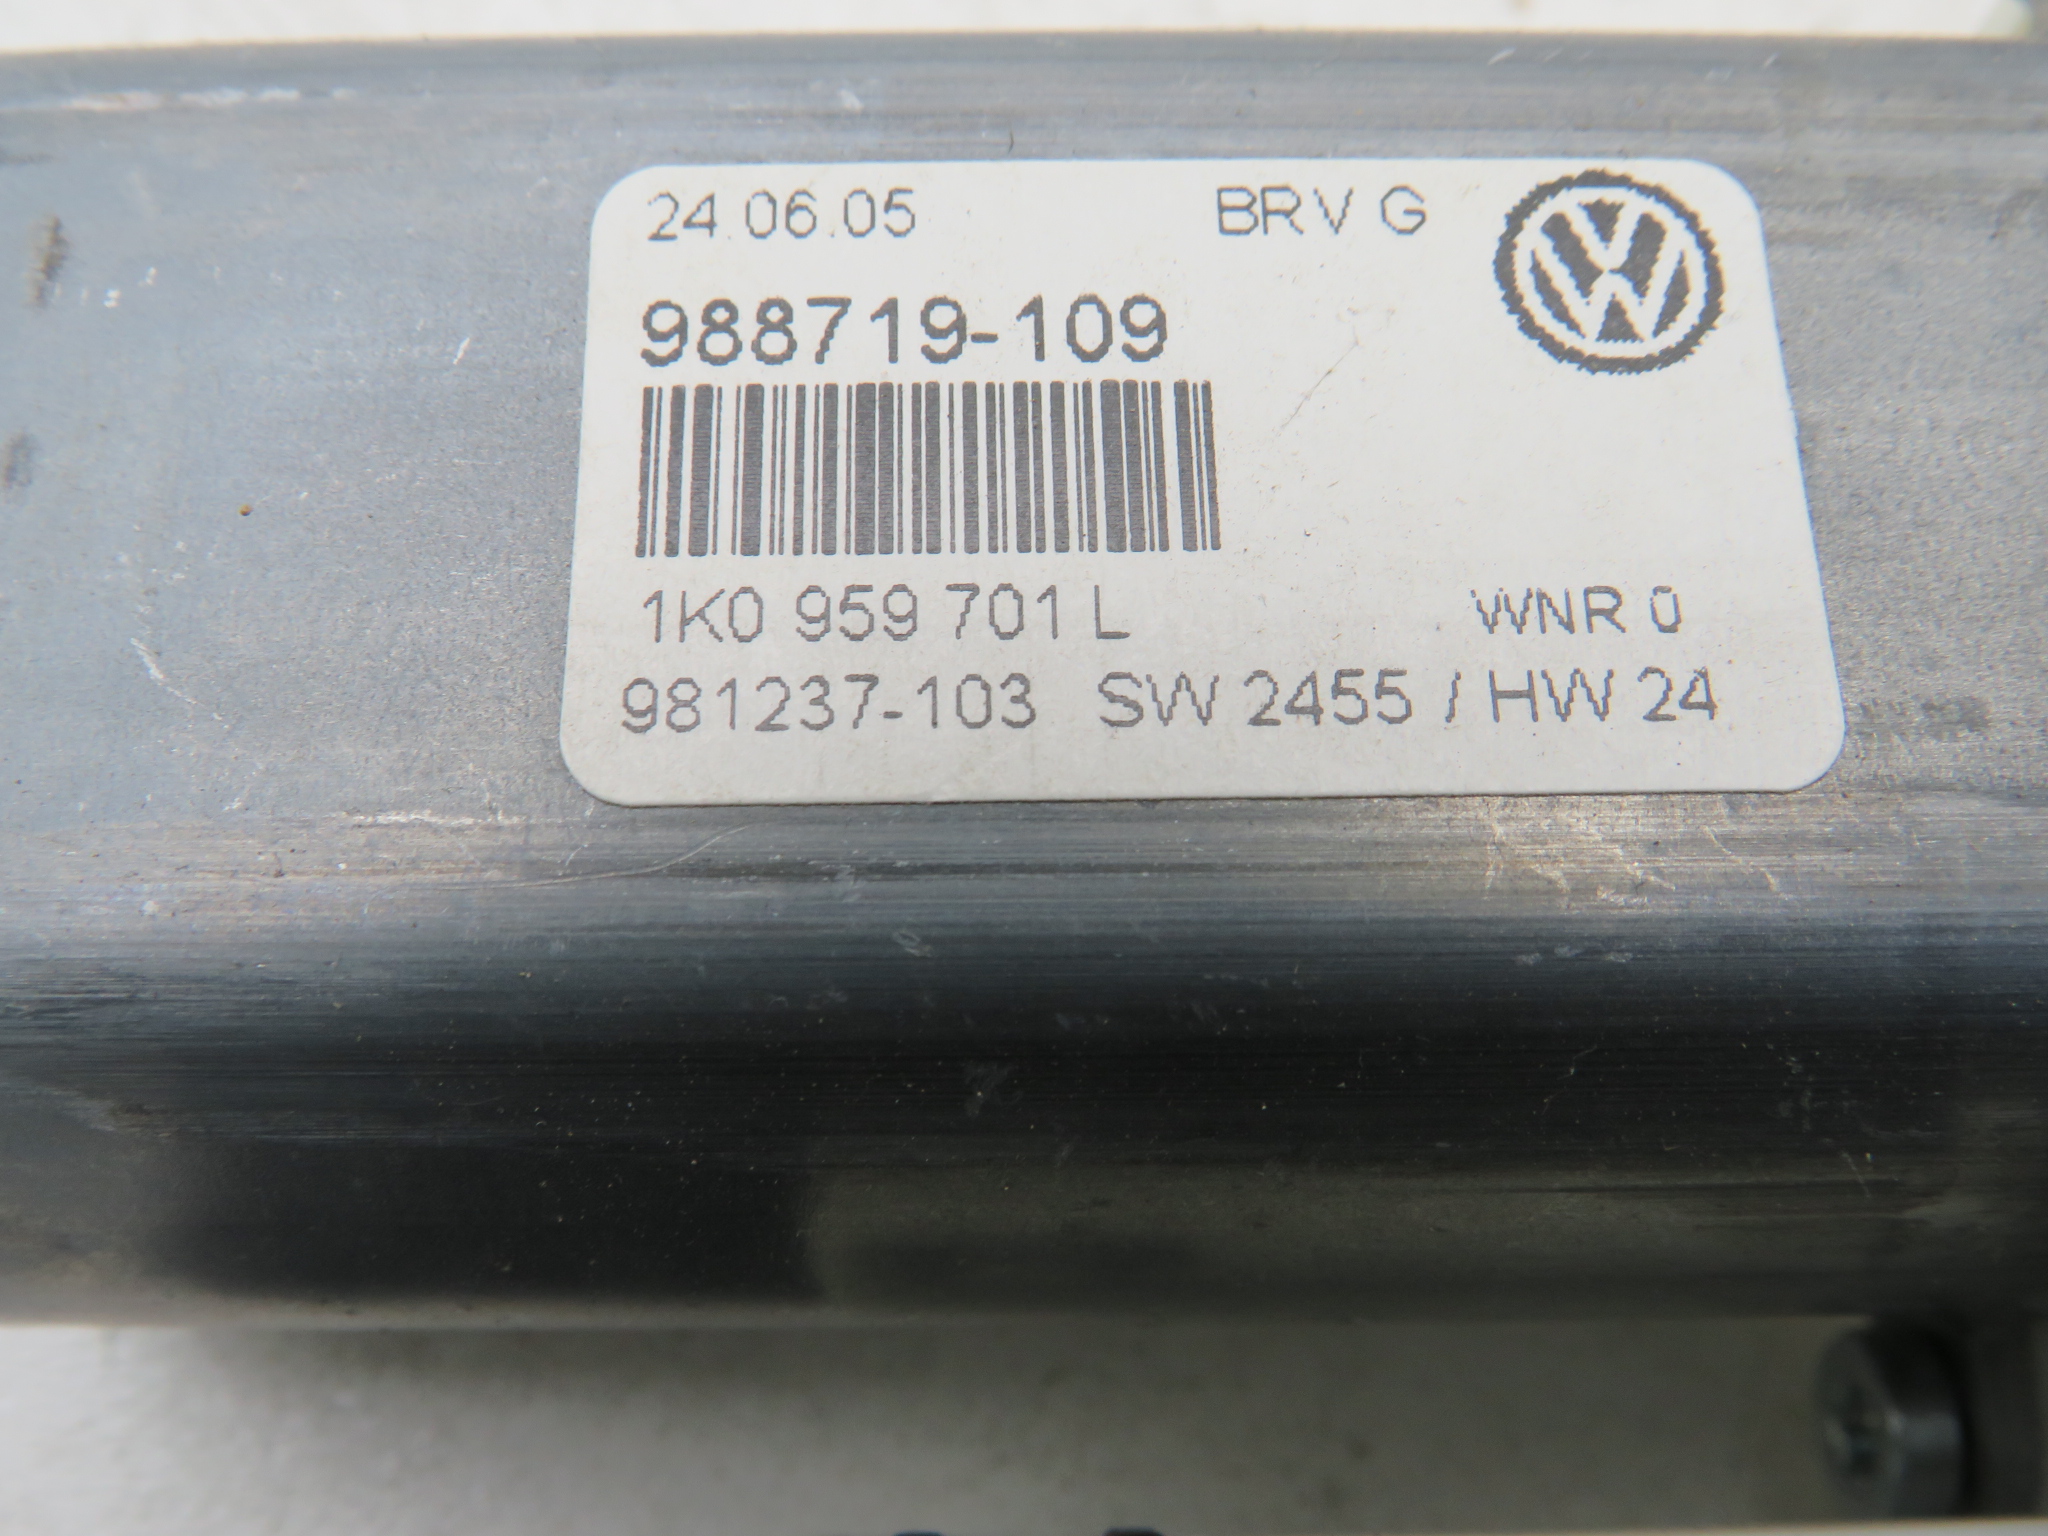 24.06.05 BRV G
988719-109
1K0 959 701 L WNR 0
981237-103 SW 2455 / HW 24